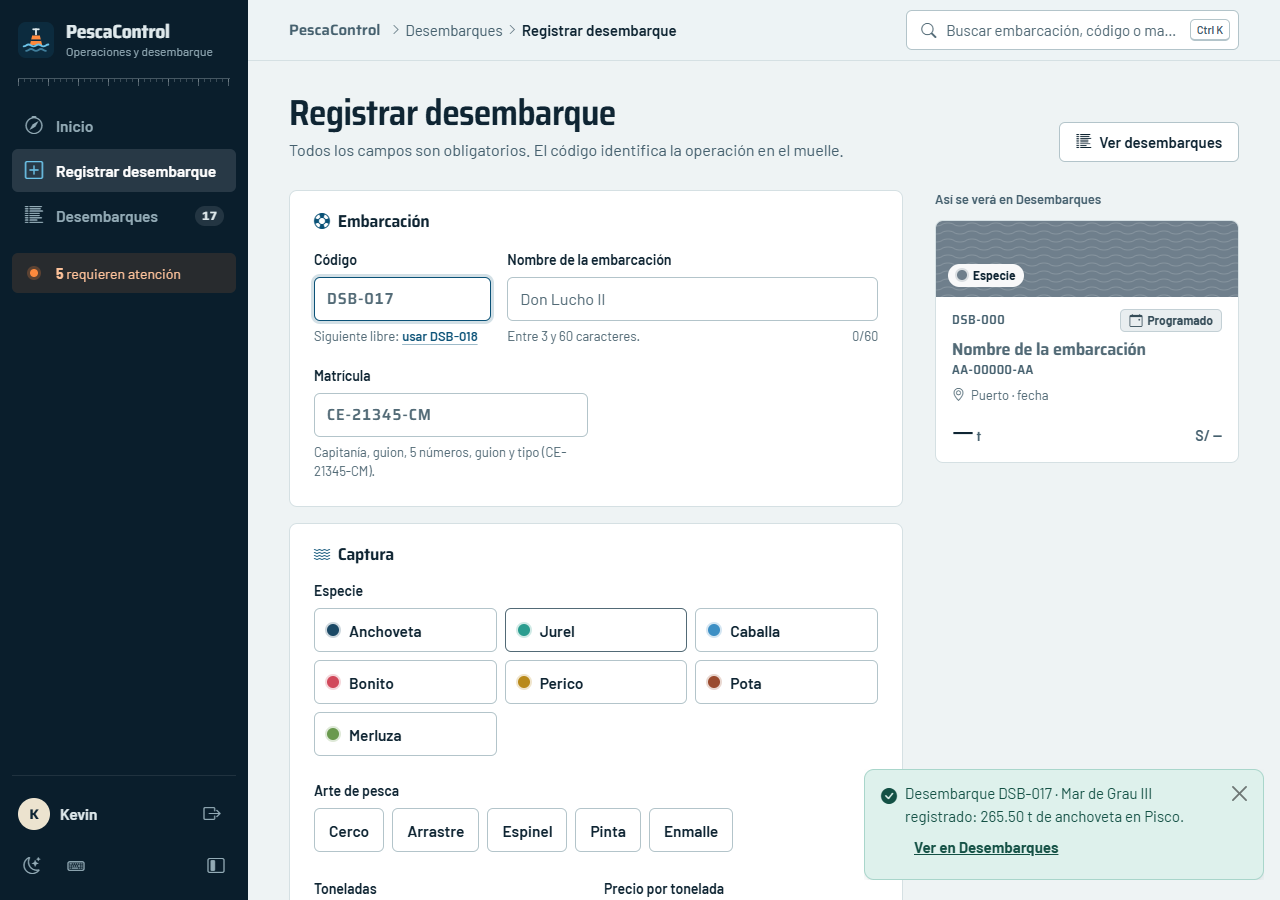 PescaControl
Operaciones y desembarque
Inicio
Registrar desembarque
Desembarques 17
5 requieren atención
Kevin
K
PescaControl > Desembarques > Registrar desembarque
Buscar embarcación, código o ma... Ctrl K
Registrar desembarque
Todos los campos son obligatorios. El código identifica la operación en el muelle.
Ver desembarques
Embarcación
Código Nombre de la embarcación
DSB-017 Don Lucho II
Siguiente libre: usar DSB-018 Entre 3 y 60 caracteres. 0/60
Matrícula
CE-21345-CM
Capitanía, guion, 5 números, guion y tipo (CE-
21345-CM).
Captura
Especie
Anchoveta Jurel Caballa
Bonito Perico Pota
Merluza
Arte de pesca
Cerco Arrastre Espinel Pinta Enmalle
Toneladas Precio por tonelada
Así se verá en Desembarques
Especie
DSB-000 Programado
Nombre de la embarcación
AA-00000-AA
Puerto · fecha
— t S/ —
Desembarque DSB-017 · Mar de Grau III
registrado: 265.50 t de anchoveta en Pisco.
Ver en Desembarques